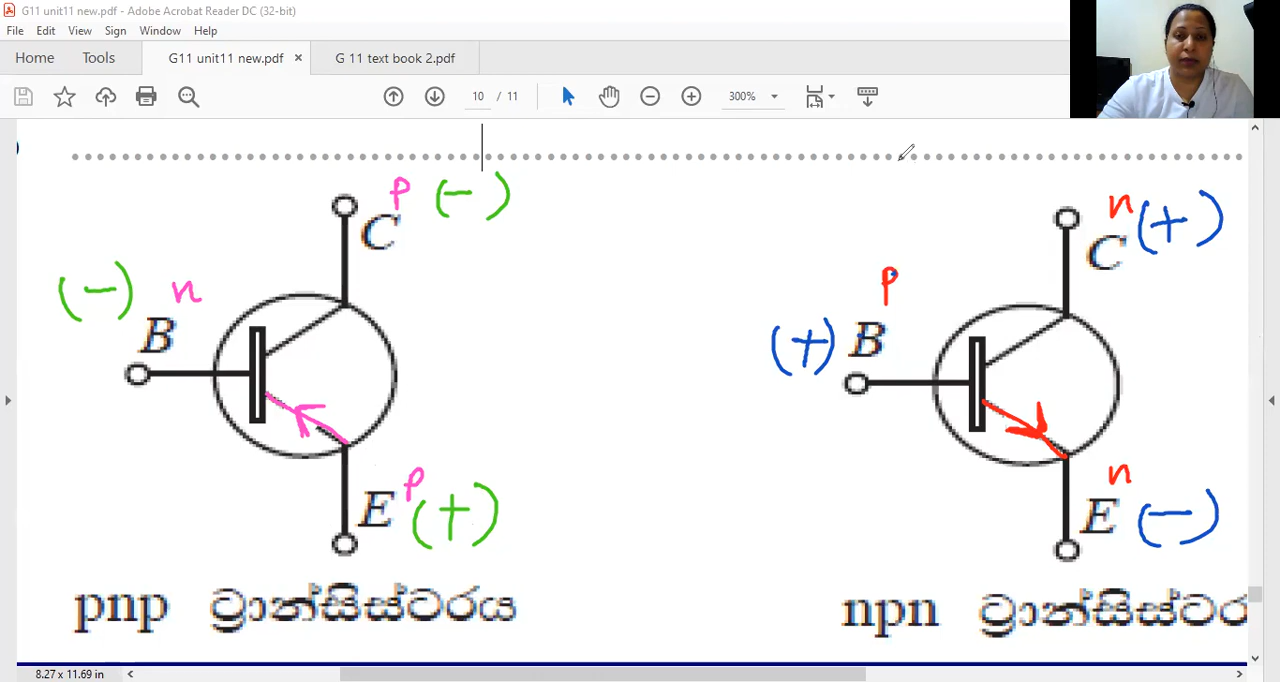 G11 unit11 new.pdf - Adobe Acrobat Reader DC (32-bit)
File Edit View Sign Window Help
Home Tools G11 unit11 new.pdf × G 11 text book 2.pdf
10 / 11 300%
p (-)
C
n (+)
C
(-) n
B
p
(+) B
p
E (+)
n
E (-)
pnp ට්‍රාන්සිස්ටරය
npn ට්‍රාන්සිස්ටර
8.27 x 11.69 in